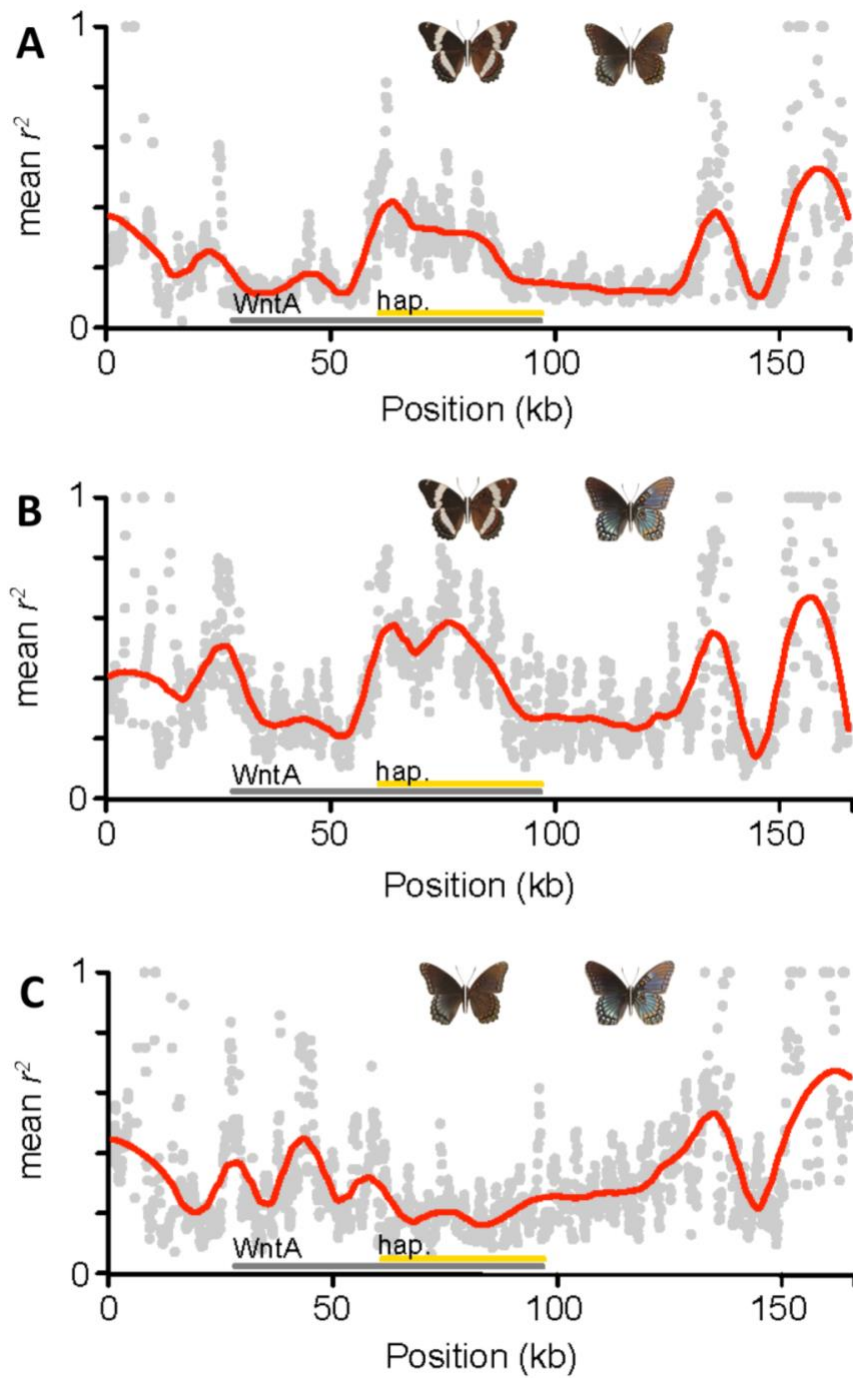 A
1
mean r²
WntA
hap.
0
0 50 100 150
Position (kb)
B
1
mean r²
WntA
hap.
0
0 50 100 150
Position (kb)
C
1
mean r²
WntA
hap.
0
0 50 100 150
Position (kb)